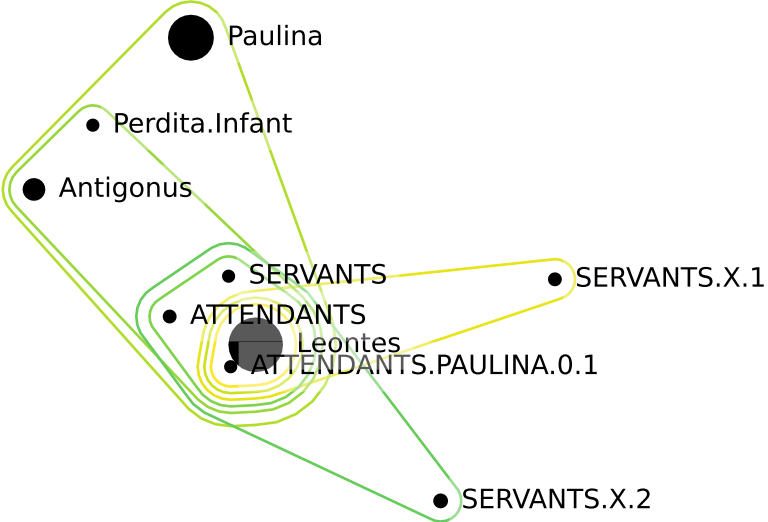 Paulina
Perdita.Infant
Antigonus
SERVANTS
SERVANTS.X.1
ATTENDANTS
Leontes
ATTENDANTS.PAULINA.0.1
SERVANTS.X.2